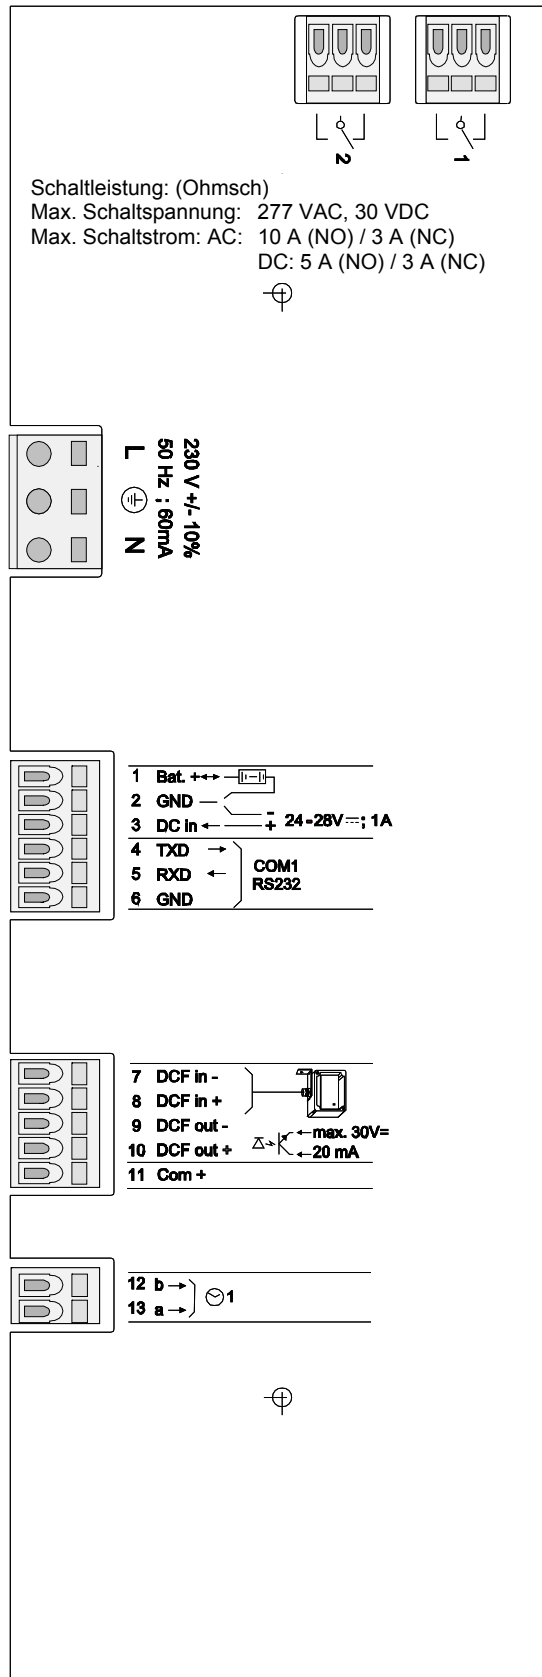 2 1
Schaltleistung: (Ohmsch)
Max. Schaltspannung: 277 VAC, 30 VDC
Max. Schaltstrom: AC: 10 A (NO) / 3 A (NC)
DC: 5 A (NO) / 3 A (NC)
230 V +/- 10%
50 Hz ; 60mA
L N
1 Bat. +
2 GND -
3 DC in + 24-28V ; 1A
4 TXD
5 RXD
6 GND
COM1
RS232
7 DCF in -
8 DCF in +
9 DCF out -
10 DCF out +
max. 30V=
20 mA
11 Com +
12 b
13 a
1